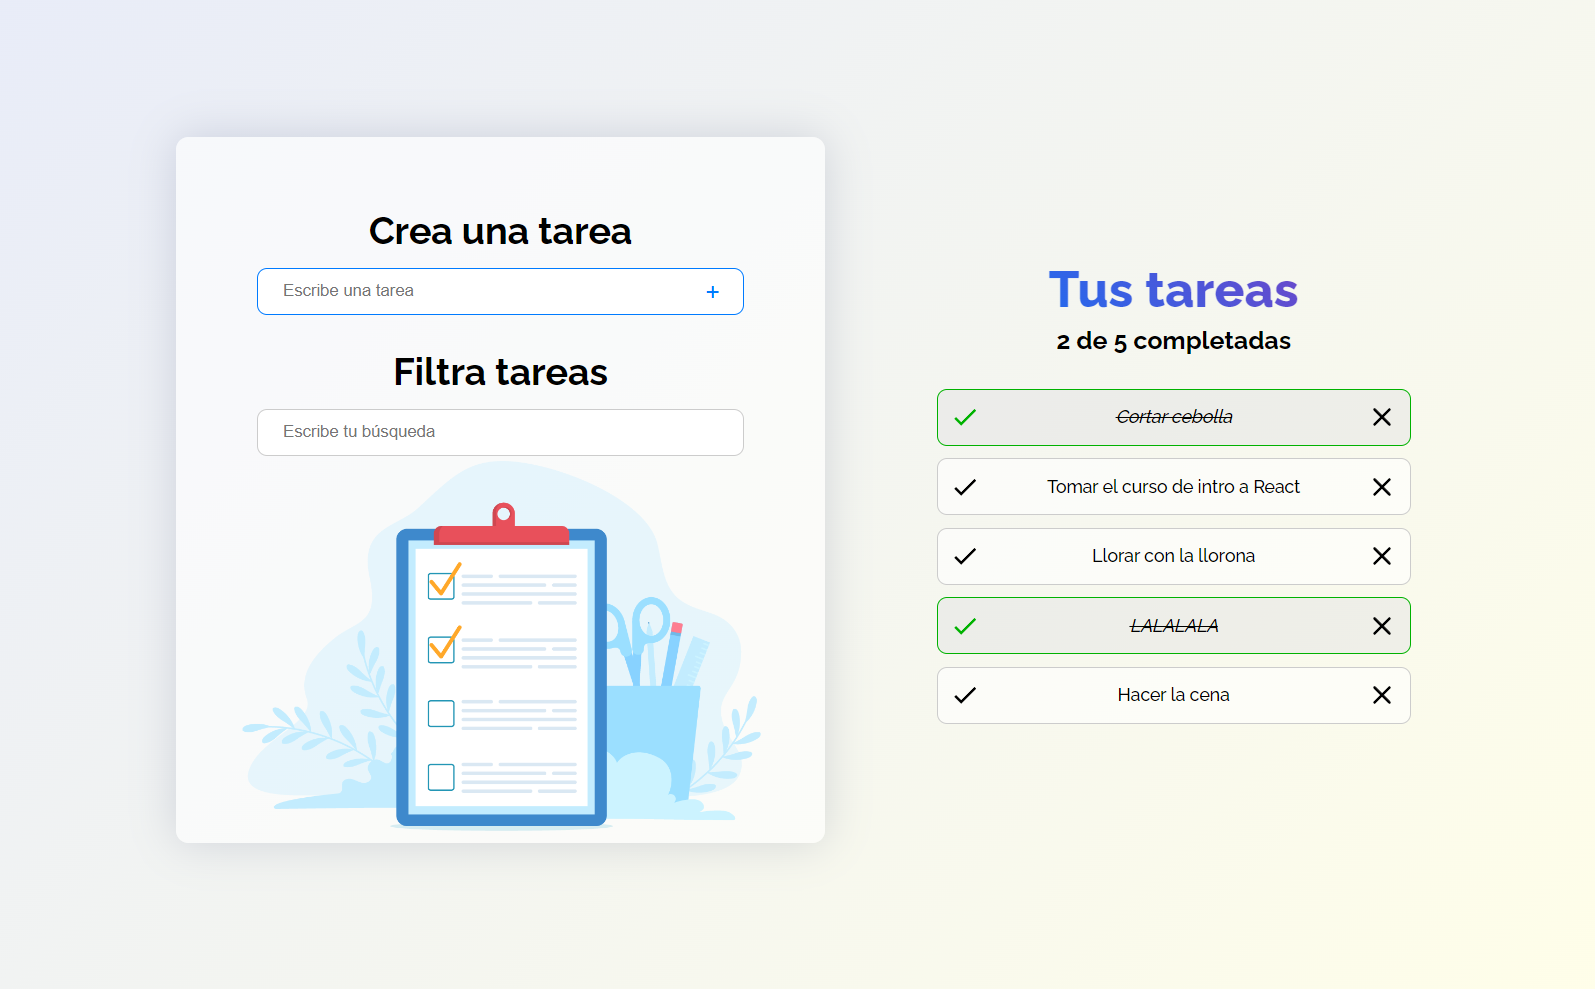 Crea una tarea
Escribe una tarea
+
Filtra tareas
Escribe tu búsqueda
Tus tareas
2 de 5 completadas
Cortar cebolla
Tomar el curso de intro a React
Llorar con la llorona
LALALALA
Hacer la cena